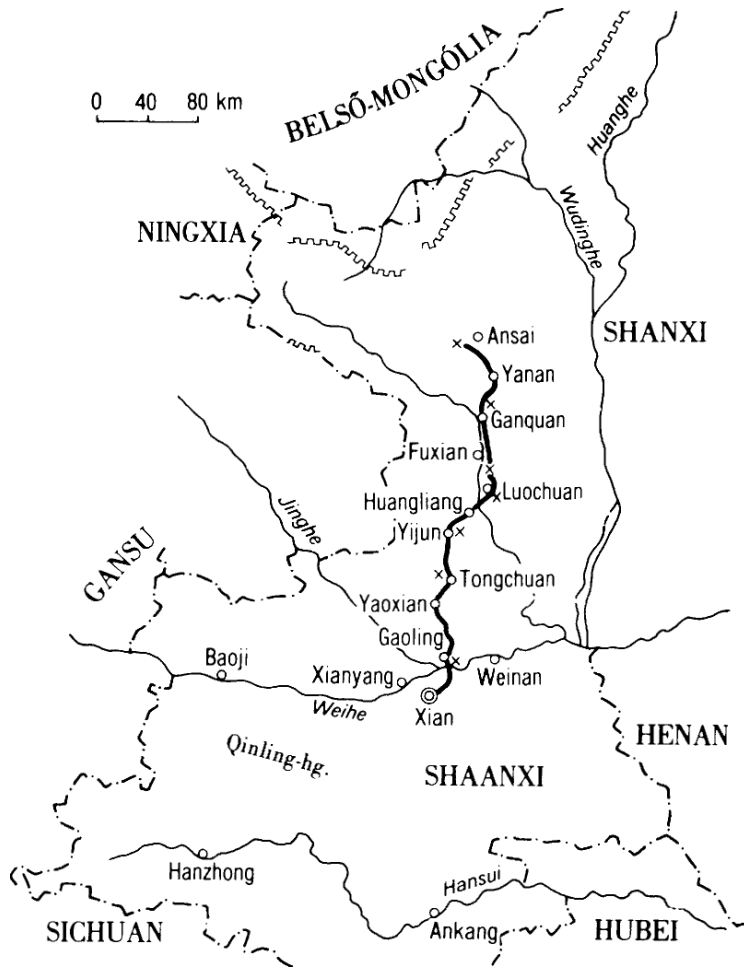 BELSŐ-MONGÓLIA
0 40 80 km
Huanghe
Wudinghe
NINGXIA
SHANXI
Ansai
Yanan
Ganquan
Fuxian
Luochuan
Huangliang
Yijun
Jinghe
GANSU
Tongchuan
Yaoxian
Gaoling
Baoji
Xianyang
Weinan
Weihe
Xian
Qinling-hg.
HENAN
SHAANXI
Hanzhong
Hansui
SICHUAN
Ankang
HUBEI